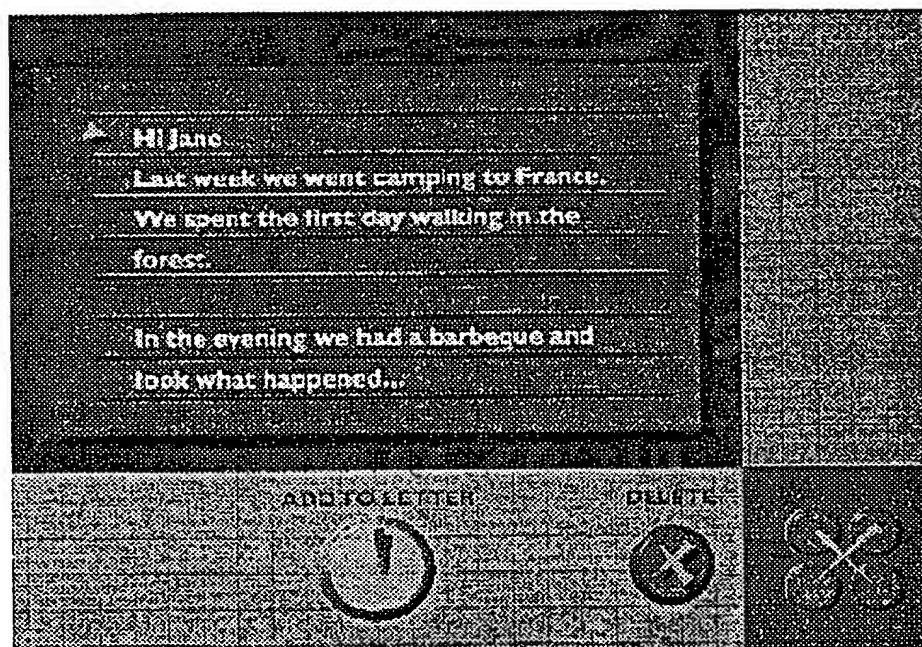 Hi Jane
Last week we went camping to France.
We spent the first day walking in the
forest.
In the evening we had a barbeque and
look what happened...
ADD TO LETTER
DELETE